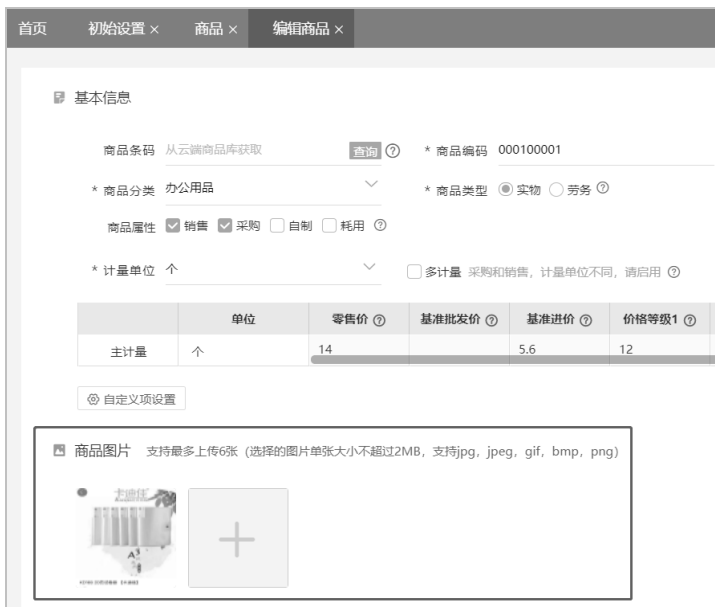 首页 初始设置 × 商品 × 编辑商品 ×
基本信息
商品条码 从云端商品库获取 查询 ? * 商品编码 000100001
* 商品分类 办公用品 * 商品类型 实物 劳务 ?
商品属性 销售 采购 自制 耗用 ?
* 计量单位 个 多计量 采购和销售，计量单位不同，请启用 ?
单位 零售价 ? 基准批发价 ? 基准进价 ? 价格等级1 ?
主计量 个 14 5.6 12
自定义项设置
商品图片 支持最多上传6张 (选择的图片单张大小不超过2MB，支持jpg，jpeg，gif，bmp，png)
A3